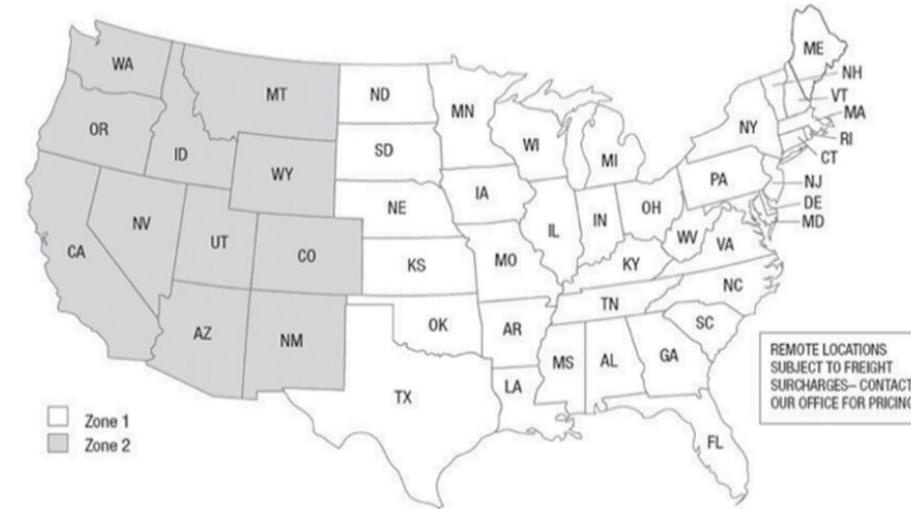 ME
WA
NH
MT
ND
VT
MN
MA
OR
NY
RI
WI
ID
SD
CT
MI
WY
PA
NJ
IA
NE
DE
OH
IN
MD
NV
IL
WV
UT
VA
CA
CO
MO
KY
KS
NC
TN
SC
OK
AR
AZ
NM
GA
MS
AL
REMOTE LOCATIONS
SUBJECT TO FREIGHT
SURCHARGES– CONTACT
OUR OFFICE FOR PRICING
LA
TX
Zone 1
Zone 2
FL